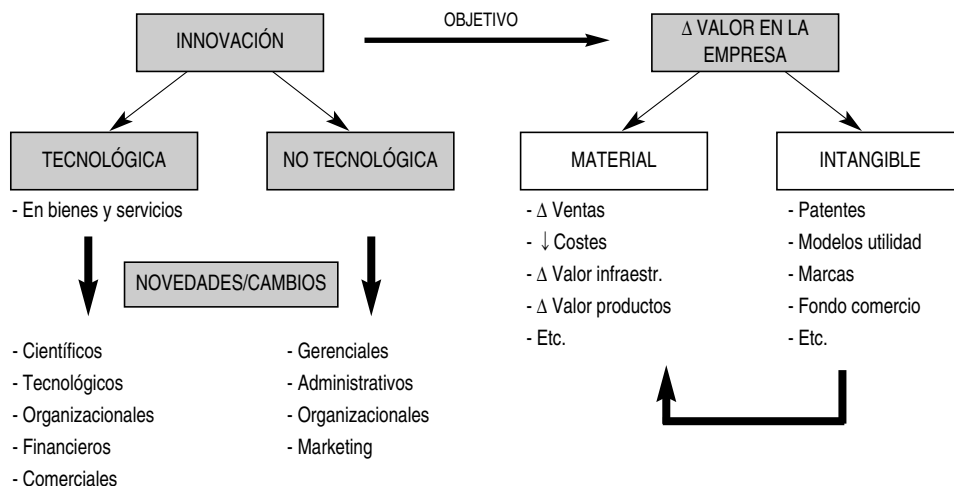 INNOVACIÓN
OBJETIVO
Δ VALOR EN LA
EMPRESA
TECNOLÓGICA
NO TECNOLÓGICA
MATERIAL
INTANGIBLE
- En bienes y servicios
NOVEDADES/CAMBIOS
- Científicos
- Tecnológicos
- Organizacionales
- Financieros
- Comerciales
- Gerenciales
- Administrativos
- Organizacionales
- Marketing
- Δ Ventas
- ↓ Costes
- Δ Valor infraestr.
- Δ Valor productos
- Etc.
- Patentes
- Modelos utilidad
- Marcas
- Fondo comercio
- Etc.